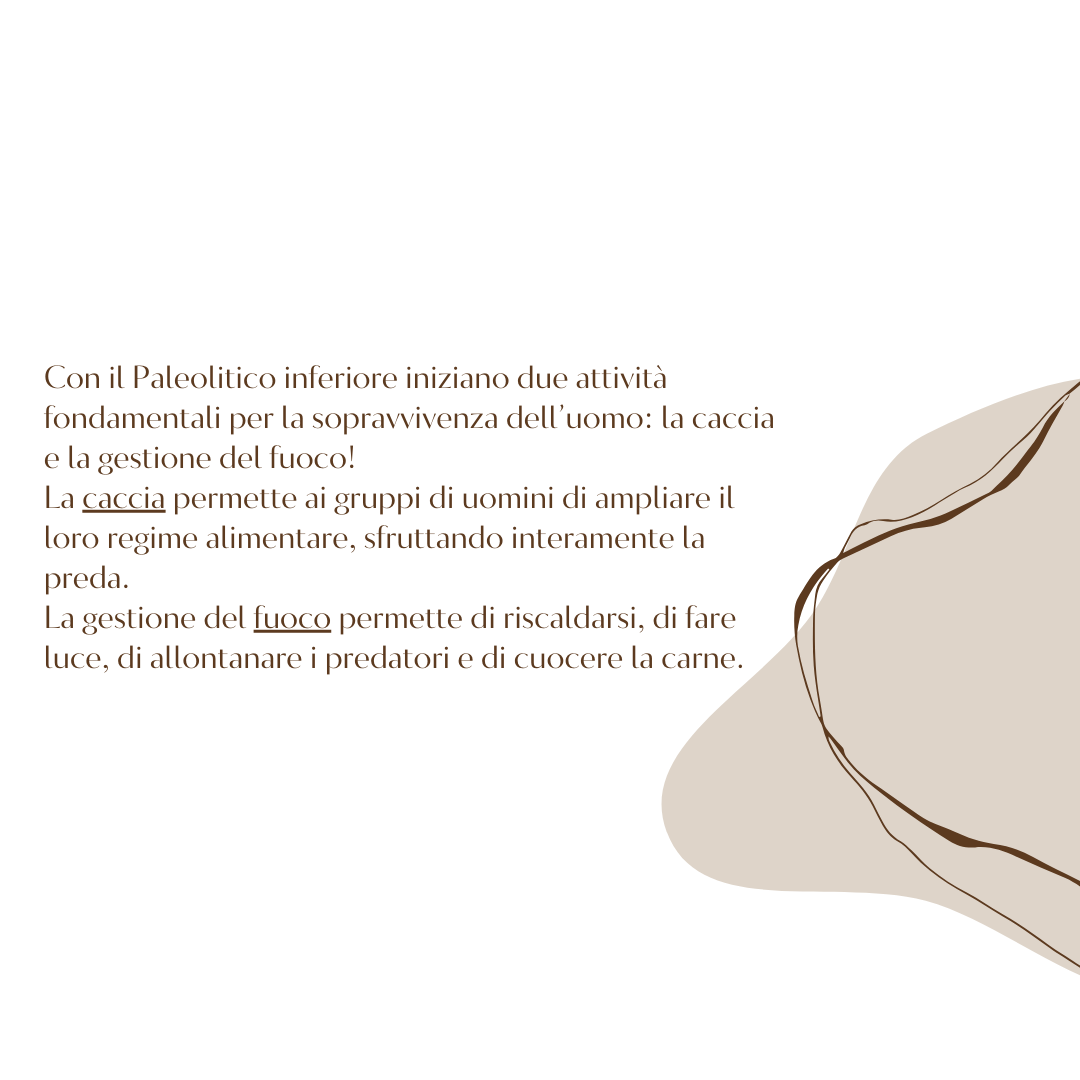 Con il Paleolitico inferiore iniziano due attività
fondamentali per la sopravvivenza dell’uomo: la caccia
e la gestione del fuoco!
La caccia permette ai gruppi di uomini di ampliare il
loro regime alimentare, sfruttando interamente la
preda.
La gestione del fuoco permette di riscaldarsi, di fare
luce, di allontanare i predatori e di cuocere la carne.